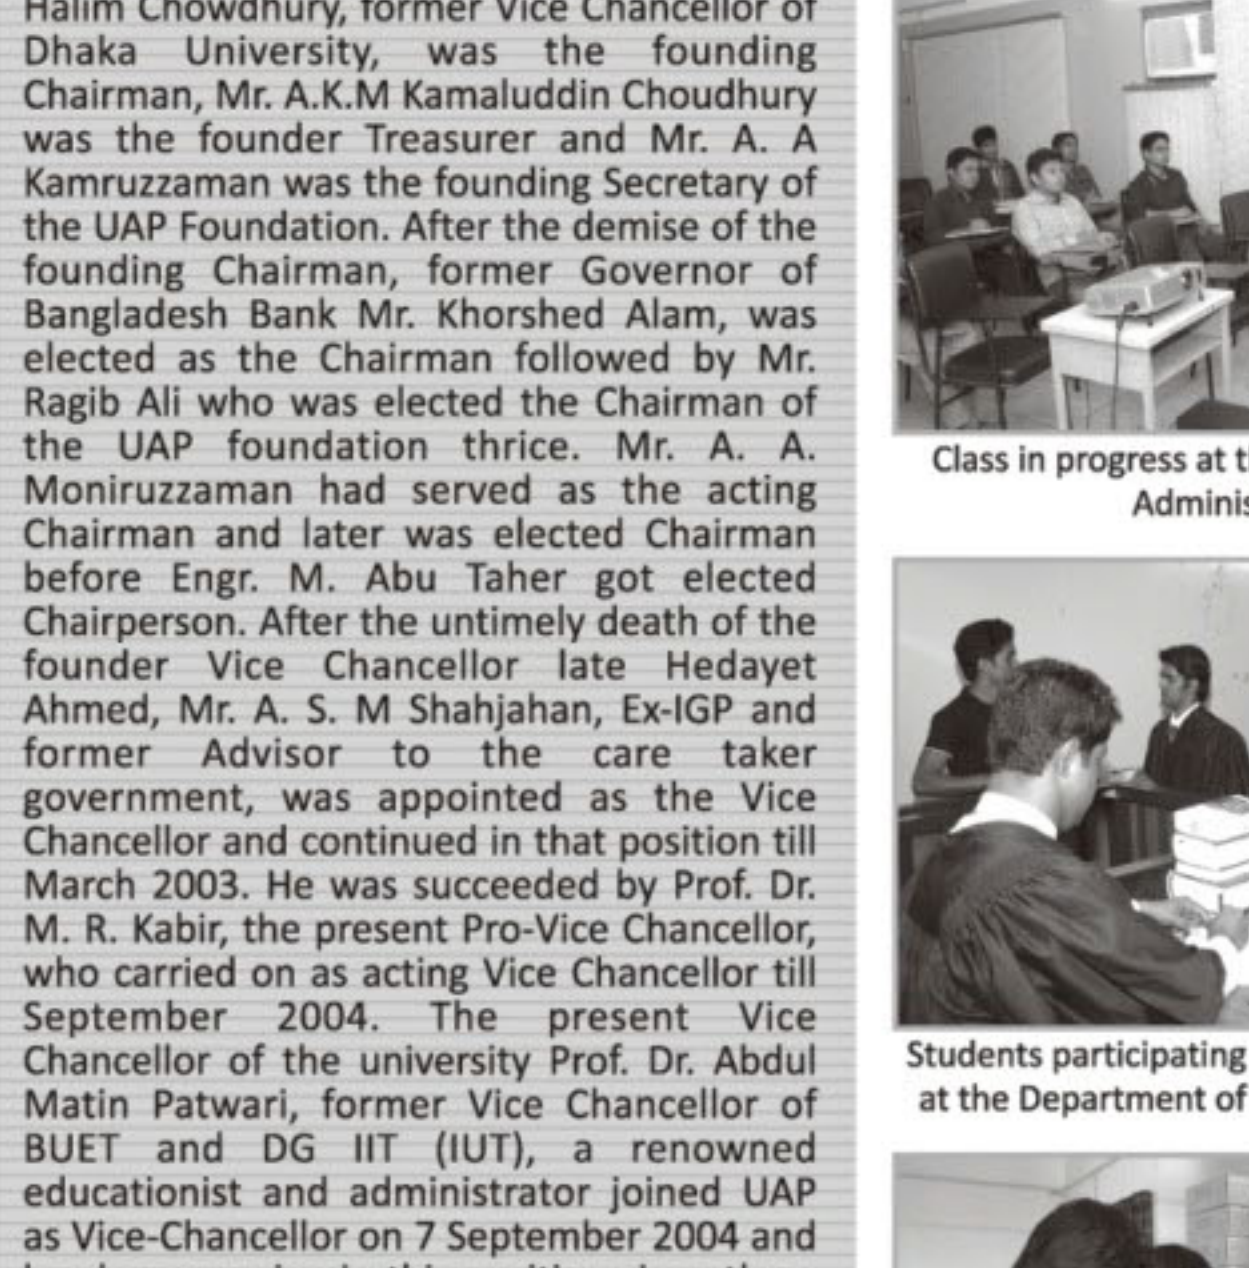 Halim Chowdhury, former Vice Chancellor of
Dhaka University, was the founding
Chairman, Mr. A.K.M Kamaluddin Choudhury
was the founder Treasurer and Mr. A. A
Kamruzzaman was the founding Secretary of
the UAP Foundation. After the demise of the
founding Chairman, former Governor of
Bangladesh Bank Mr. Khorshed Alam, was
elected as the Chairman followed by Mr.
Ragib Ali who was elected the Chairman of
the UAP foundation thrice. Mr. A. A.
Moniruzzaman had served as the acting
Chairman and later was elected Chairman
before Engr. M. Abu Taher got elected
Chairperson. After the untimely death of the
founder Vice Chancellor late Hedayet
Ahmed, Mr. A. S. M Shahjahan, Ex-IGP and
former Advisor to the care taker
government, was appointed as the Vice
Chancellor and continued in that position till
March 2003. He was succeeded by Prof. Dr.
M. R. Kabir, the present Pro-Vice Chancellor,
who carried on as acting Vice Chancellor till
September 2004. The present Vice
Chancellor of the university Prof. Dr. Abdul
Matin Patwari, former Vice Chancellor of
BUET and DG IIT (IUT), a renowned
educationist and administrator joined UAP
as Vice-Chancellor on 7 September 2004 and
Class in progress at
Students participating
at the Department of